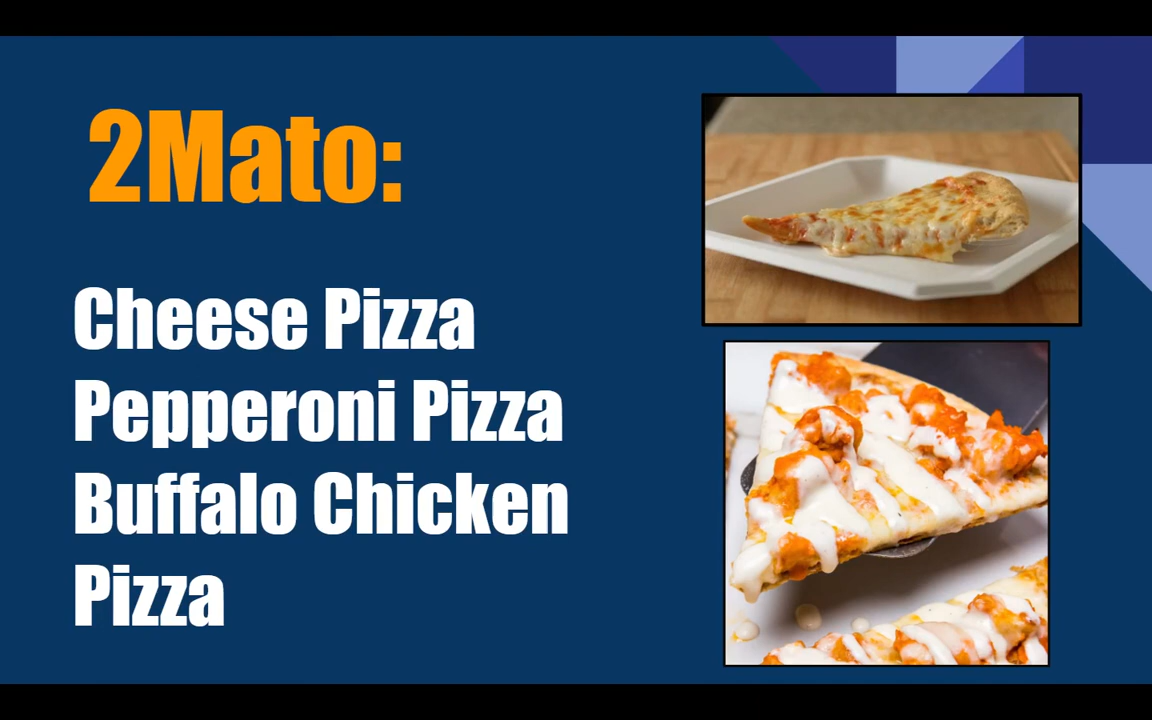 2Mato:
Cheese Pizza
Pepperoni Pizza
Buffalo Chicken
Pizza